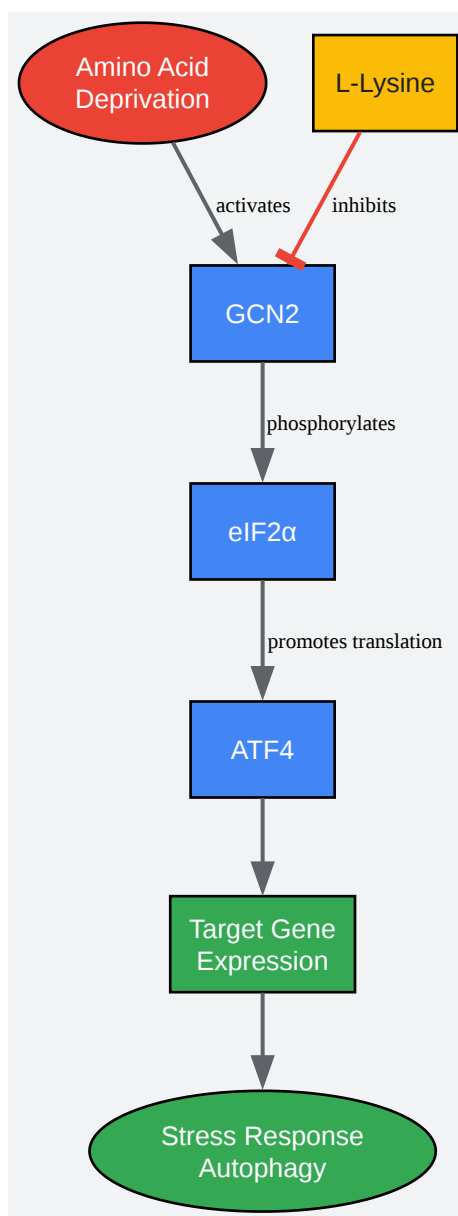 Amino Acid
Deprivation
L-Lysine
activates
inhibits
GCN2
phosphorylates
eIF2α
promotes translation
ATF4
Target Gene
Expression
Stress Response
Autophagy